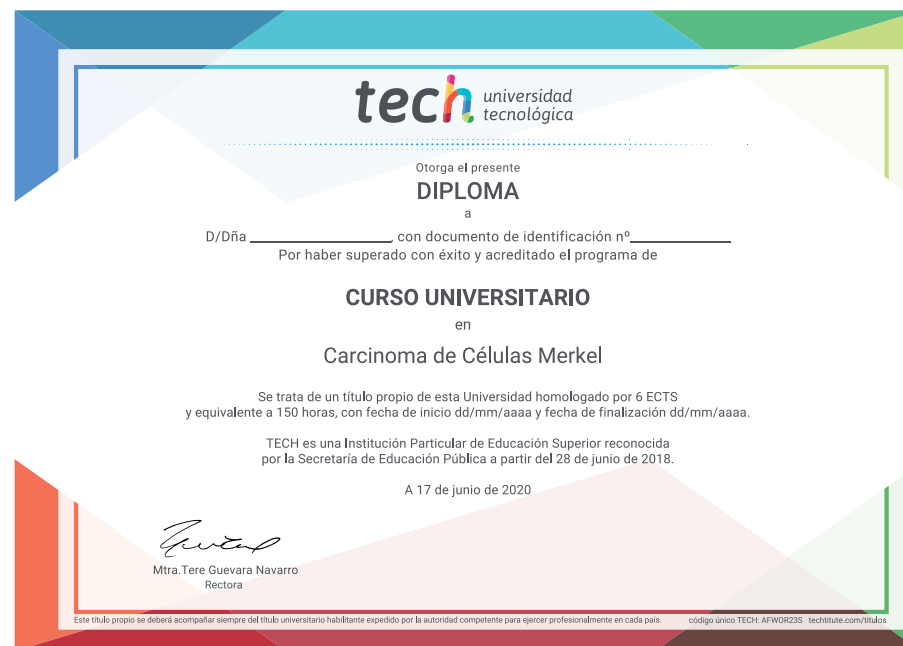 tech universidad
tecnológica
Otorga el presente
DIPLOMA
a
D/Dña ________________, con documento de identificación nº____________
Por haber superado con éxito y acreditado el programa de
CURSO UNIVERSITARIO
en
Carcinoma de Células Merkel
Se trata de un título propio de esta Universidad homologado por 6 ECTS
y equivalente a 150 horas, con fecha de inicio dd/mm/aaaa y fecha de finalización dd/mm/aaaa.
TECH es una Institución Particular de Educación Superior reconocida
por la Secretaría de Educación Pública a partir del 28 de junio de 2018.
A 17 de junio de 2020
Mtra.Tere Guevara Navarro
Rectora
Este título propio se deberá acompañar siempre del título universitario habilitante expedido por la autoridad competente para ejercer profesionalmente en cada país. código único TECH: AFWOR23S techtitute.com/titulos